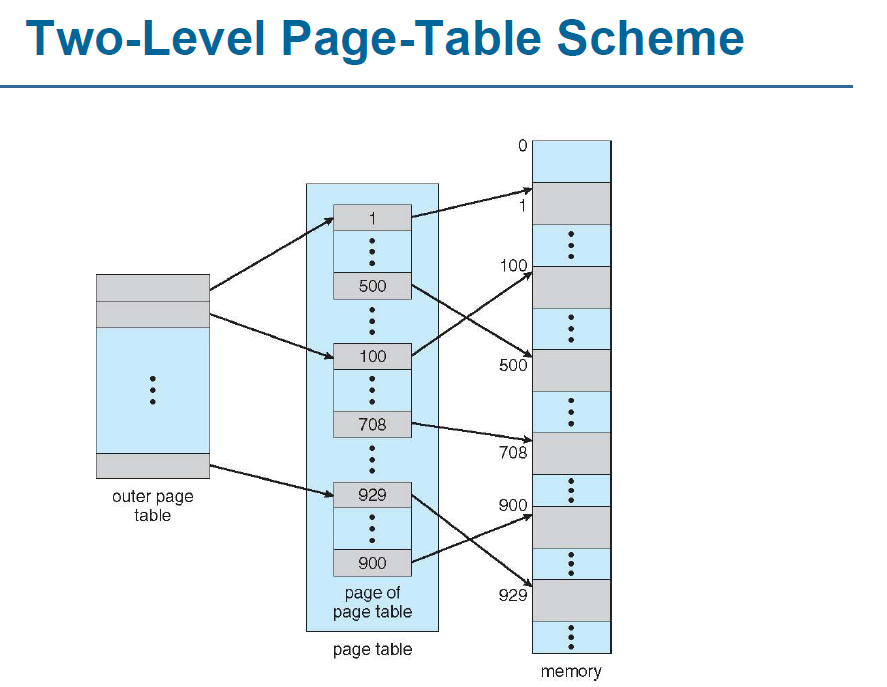 Two-Level Page-Table Scheme
outer page
table
1
500
100
708
929
900
page of
page table
page table
0
1
100
500
708
900
929
memory